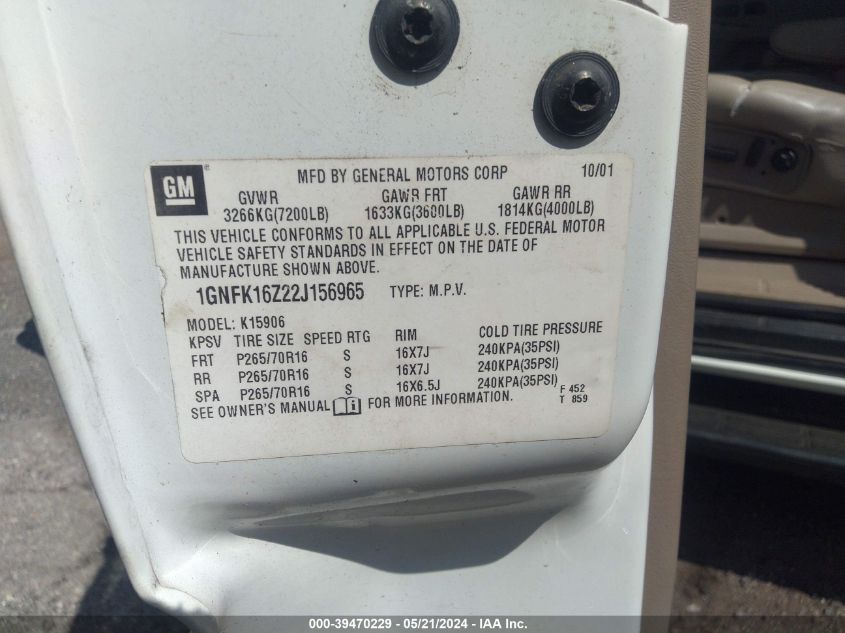 GM
MFD BY GENERAL MOTORS CORP 10/01
GVWR GAWR FRT GAWR RR
3266KG(7200LB) 1633KG(3600LB) 1814KG(4000LB)
THIS VEHICLE CONFORMS TO ALL APPLICABLE U.S. FEDERAL MOTOR
VEHICLE SAFETY STANDARDS IN EFFECT ON THE DATE OF
MANUFACTURE SHOWN ABOVE.
1GNFK16Z22J156965 TYPE: M.P.V.
MODEL: K15906
KPSV TIRE SIZE SPEED RTG RIM COLD TIRE PRESSURE
FRT P265/70R16 S 16X7J 240KPA(35PSI)
RR P265/70R16 S 16X7J 240KPA(35PSI)
SPA P265/70R16 S 16X6.5J 240KPA(35PSI)
F 452
SEE OWNER'S MANUAL i FOR MORE INFORMATION. T 859
000-39470229 - 05/21/2024 - IAA, Inc.